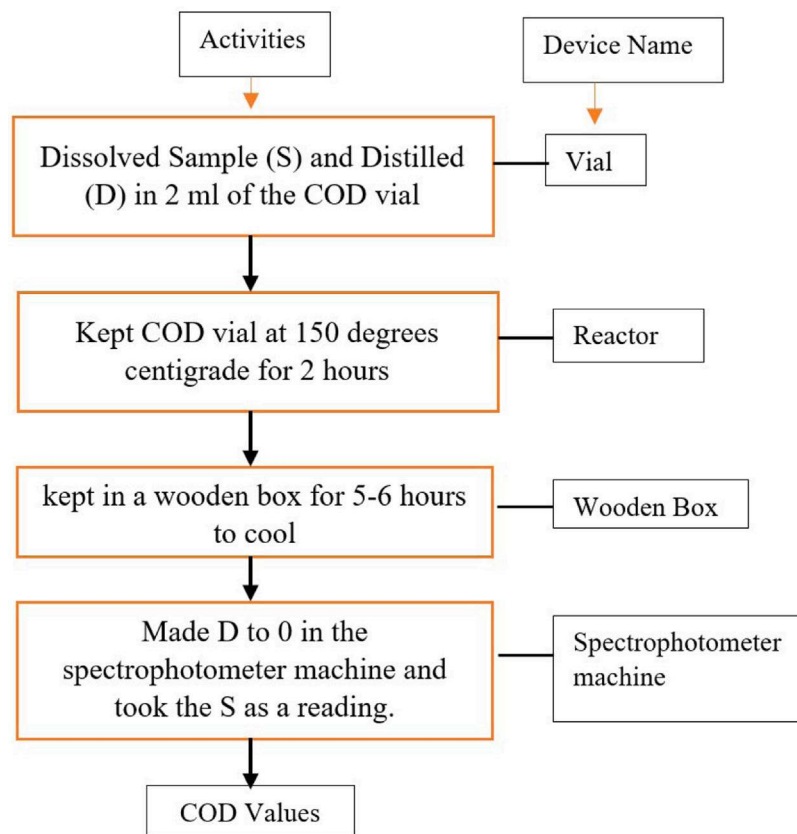 Activities
Device Name
Dissolved Sample (S) and Distilled
(D) in 2 ml of the COD vial
Vial
Kept COD vial at 150 degrees
centigrade for 2 hours
Reactor
kept in a wooden box for 5-6 hours
to cool
Wooden Box
Made D to 0 in the
spectrophotometer machine and
took the S as a reading.
Spectrophotometer
machine
COD Values